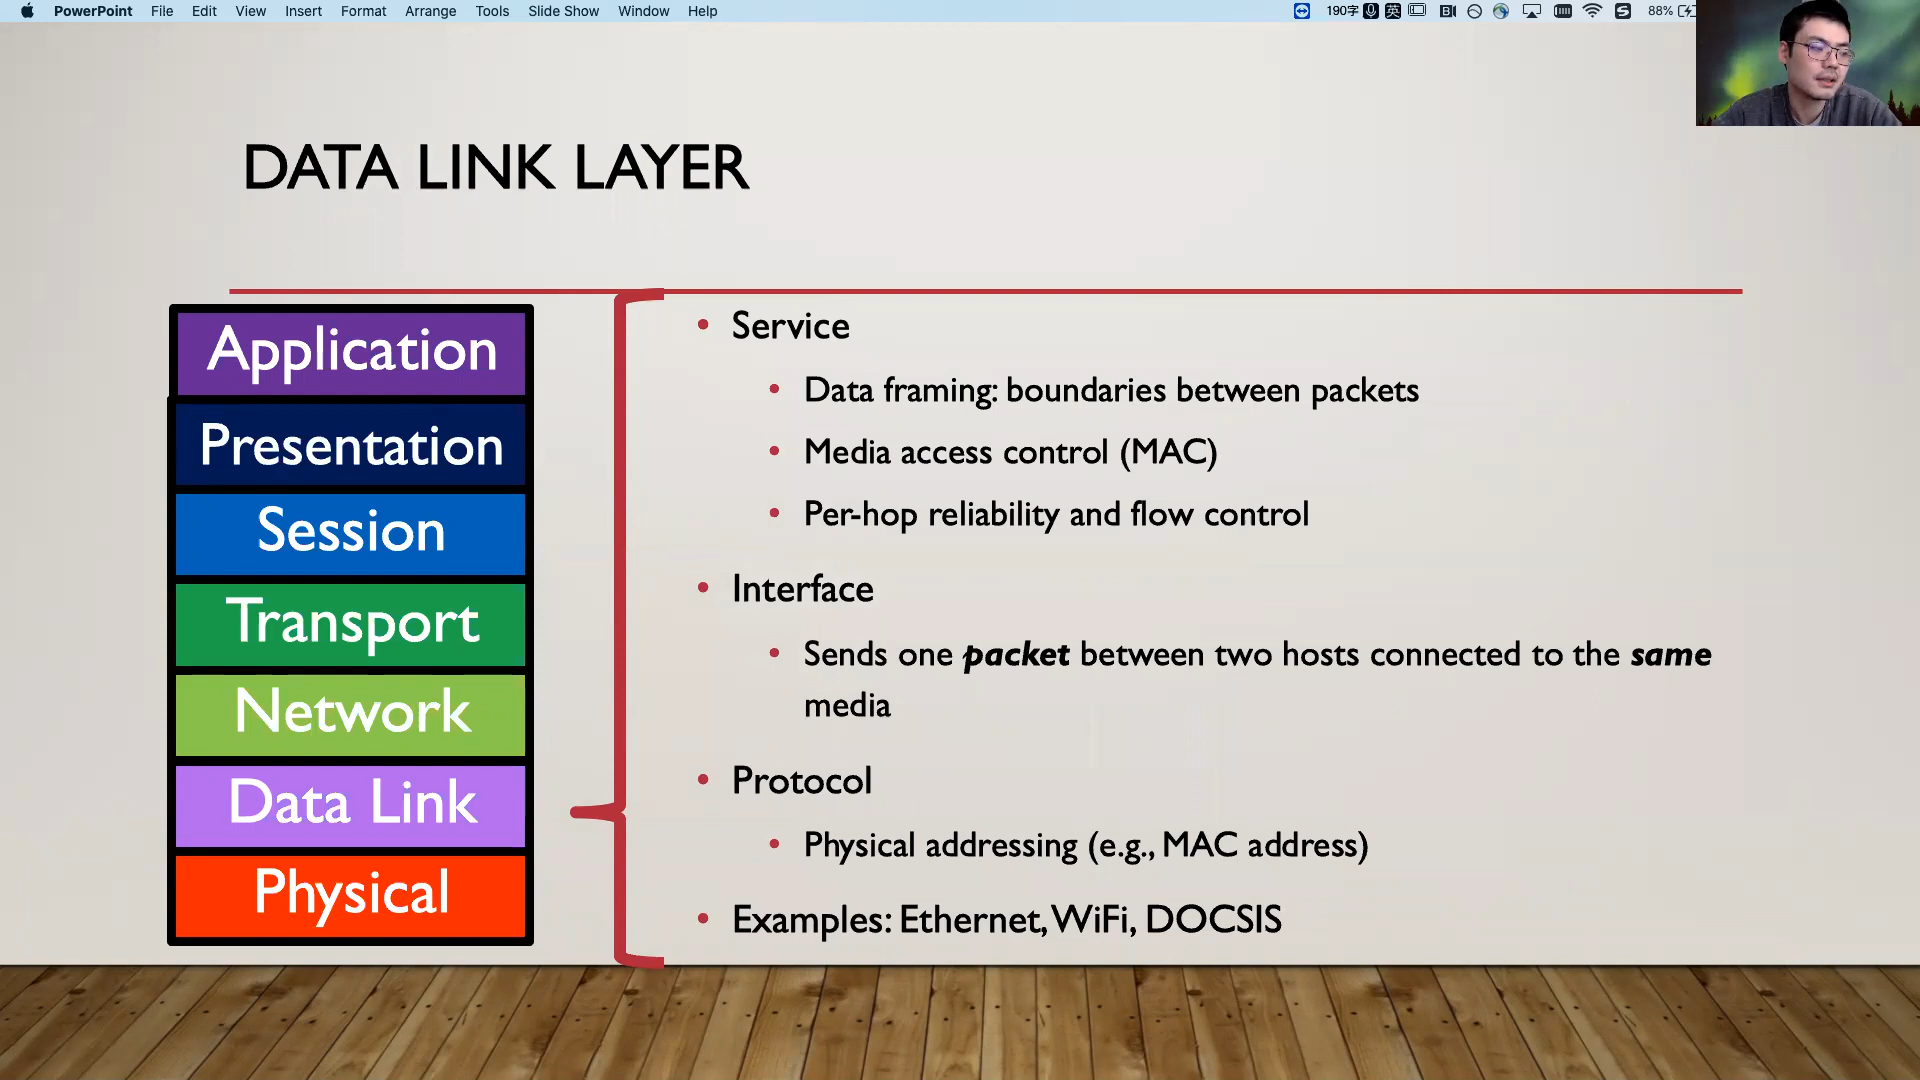 PowerPoint File Edit View Insert Format Arrange Tools Slide Show Window Help 190字 英 88%
DATA LINK LAYER
Application
Presentation
Session
Transport
Network
Data Link
Physical
• Service
• Data framing: boundaries between packets
• Media access control (MAC)
• Per-hop reliability and flow control
• Interface
• Sends one packet between two hosts connected to the same
media
• Protocol
• Physical addressing (e.g., MAC address)
• Examples: Ethernet, WiFi, DOCSIS